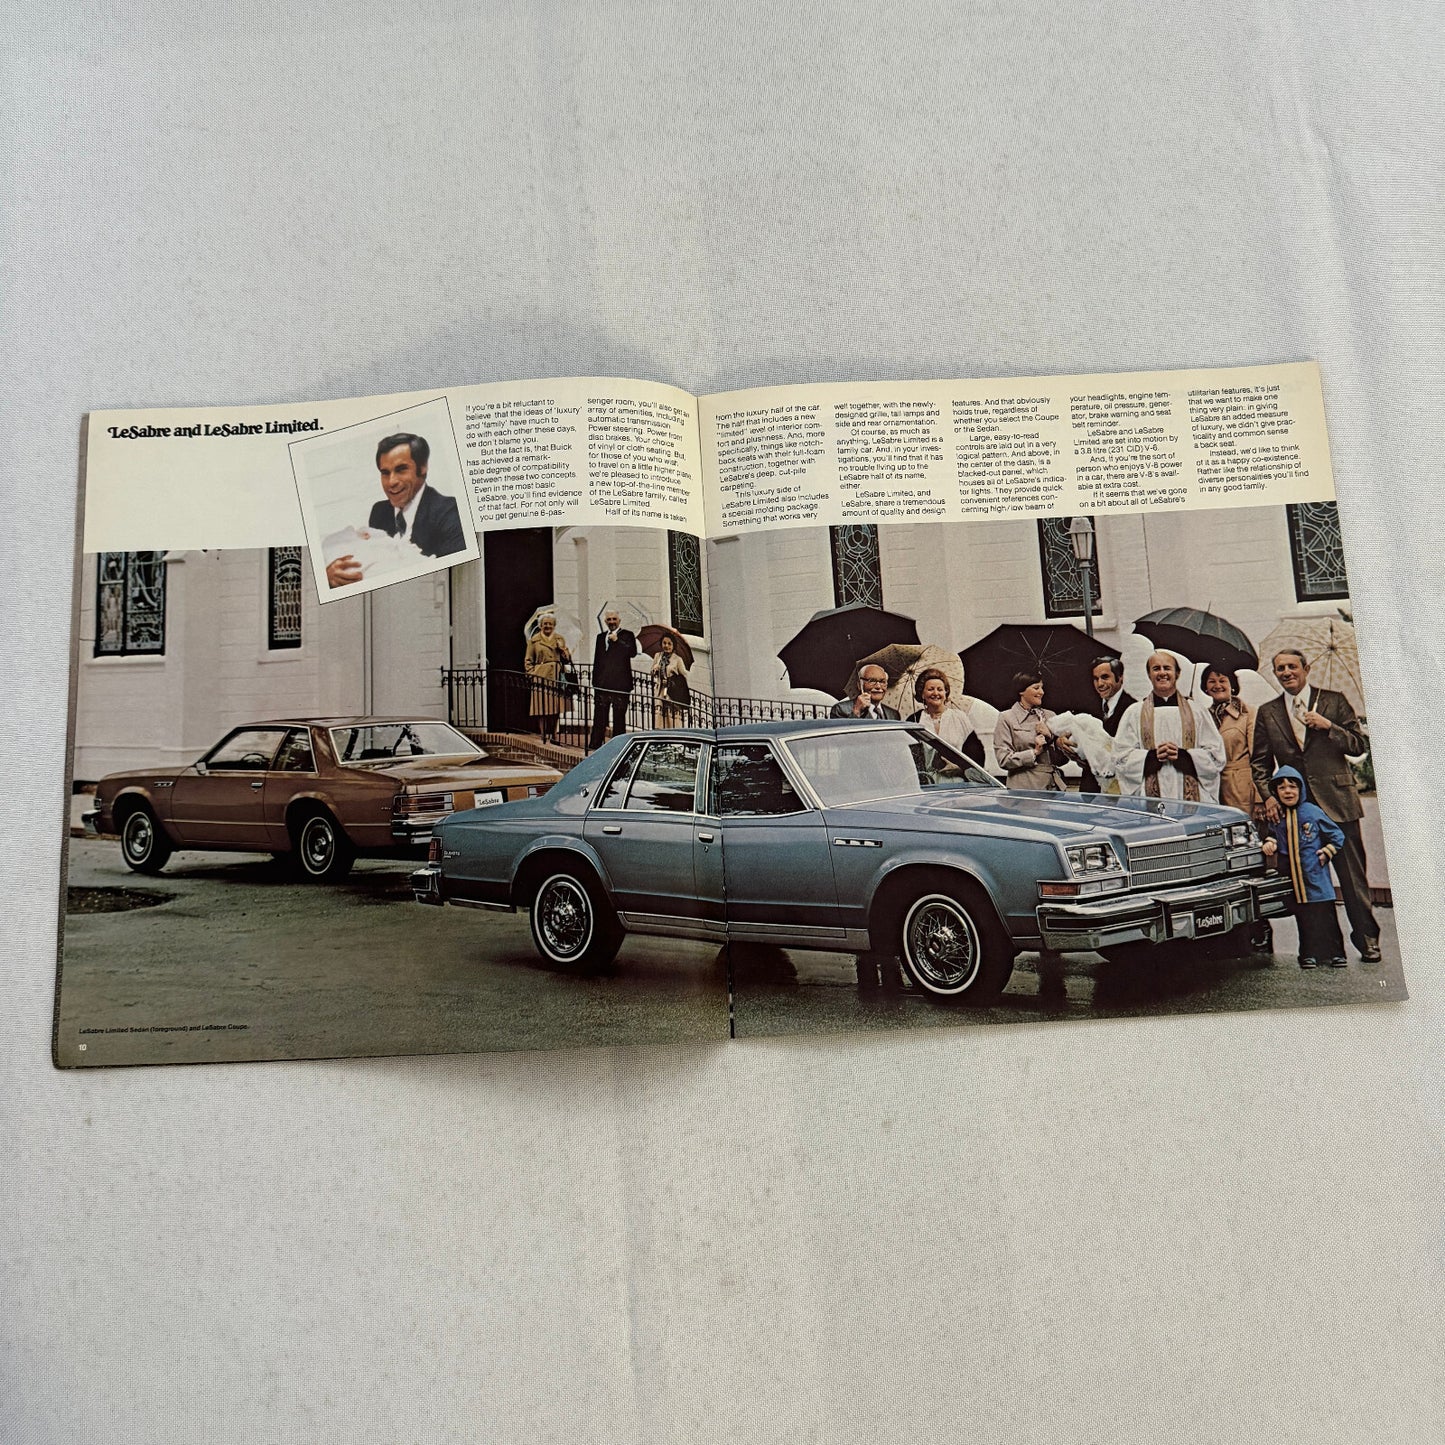 LeSabre and LeSabre Limited.
If you're a bit reluctant to
believe that the ideas of 'luxury'
and 'family' have much to
do with each other these days,
we don't blame you.
But the fact is, that Buick
has achieved a remark-
able degree of compatibility
between these two concepts.
Even in the most basic
LeSabre, you'll find evidence
of that fact. For not only will
you get genuine 6-pas-
senger room, you'll also get an
array of amenities, including
automatic transmission.
Power steering. Power front
disc brakes. Your choice
of vinyl or cloth seating. But,
for those of you who wish
to travel on a little higher plane,
we're pleased to introduce
a new top-of-the-line member
of the LeSabre family, called
LeSabre Limited.
Half of its name is taken
from the luxury half of the car.
The half that includes a new
"limited" level of interior com-
fort and plushness. And, more
specifically, things like notch-
back seats with their full-foam
construction, together with
LeSabre's deep, cut-pile
carpeting.
This luxury side of
LeSabre Limited also includes
a special molding package.
Something that works very
well together, with the newly-
designed grille, tail lamps and
side and rear ornamentation.
Of course, as much as
anything, LeSabre Limited is a
family car. And, in your inves-
tigations, you'll find that it has
no trouble living up to the
LeSabre half of its name,
either.
LeSabre Limited, and
LeSabre, share a tremendous
amount of quality and design
features. And that obviously
holds true, regardless of
whether you select the Coupe
or the Sedan.
Large, easy-to-read
controls are laid out in a very
logical pattern. And above, in
the center of the dash, is a
blacked-out panel, which
houses all of LeSabre's indica-
tor lights. They provide quick,
convenient references con-
cerning high/low beam of
your headlights, engine tem-
perature, oil pressure, gener-
ator, brake warning and seat
belt reminder.
LeSabre and LeSabre
Limited are set into motion by
a 3.8 litre (231 CID) V-6.
And, if you're the sort of
person who enjoys V-8 power
in a car, there are V-8's avail-
able at extra cost.
If it seems that we've gone
on a bit about all of LeSabre's
utilitarian features, it's just
that we want to make one
thing very plain: in giving
LeSabre an added measure
of luxury, we didn't give prac-
ticality and common sense
a back seat.
Instead, we'd like to think
of it as a happy co-existence.
Rather like the relationship of
diverse personalities you'll find
in any good family.
LeSabre
LeSabre
LeSabre Limited Sedan (foreground) and LeSabre Coupe.
10
11